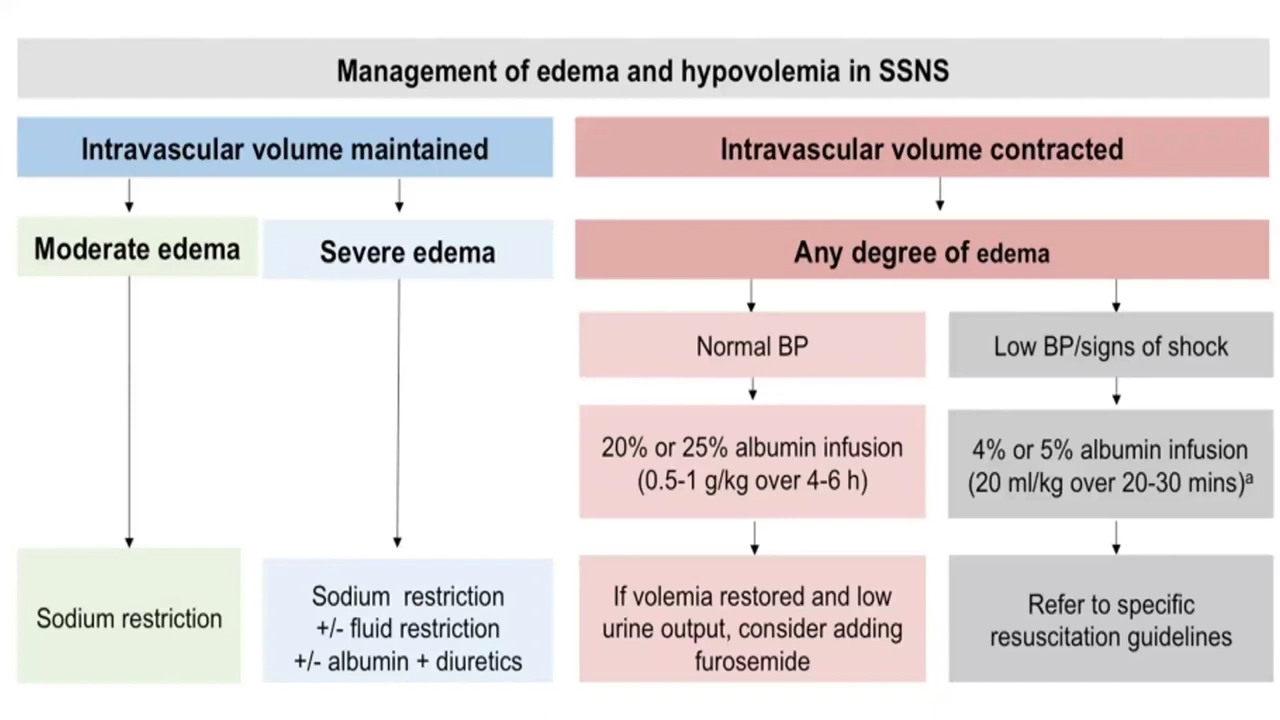 Management of edema and hypovolemia in SSNS
Intravascular volume maintained
Intravascular volume contracted
Moderate edema
Severe edema
Any degree of edema
Normal BP
Low BP/signs of shock
20% or 25% albumin infusion
(0.5-1 g/kg over 4-6 h)
4% or 5% albumin infusion
(20 ml/kg over 20-30 mins)ᵃ
Sodium restriction
Sodium restriction
+/- fluid restriction
+/- albumin + diuretics
If volemia restored and low
urine output, consider adding
furosemide
Refer to specific
resuscitation guidelines